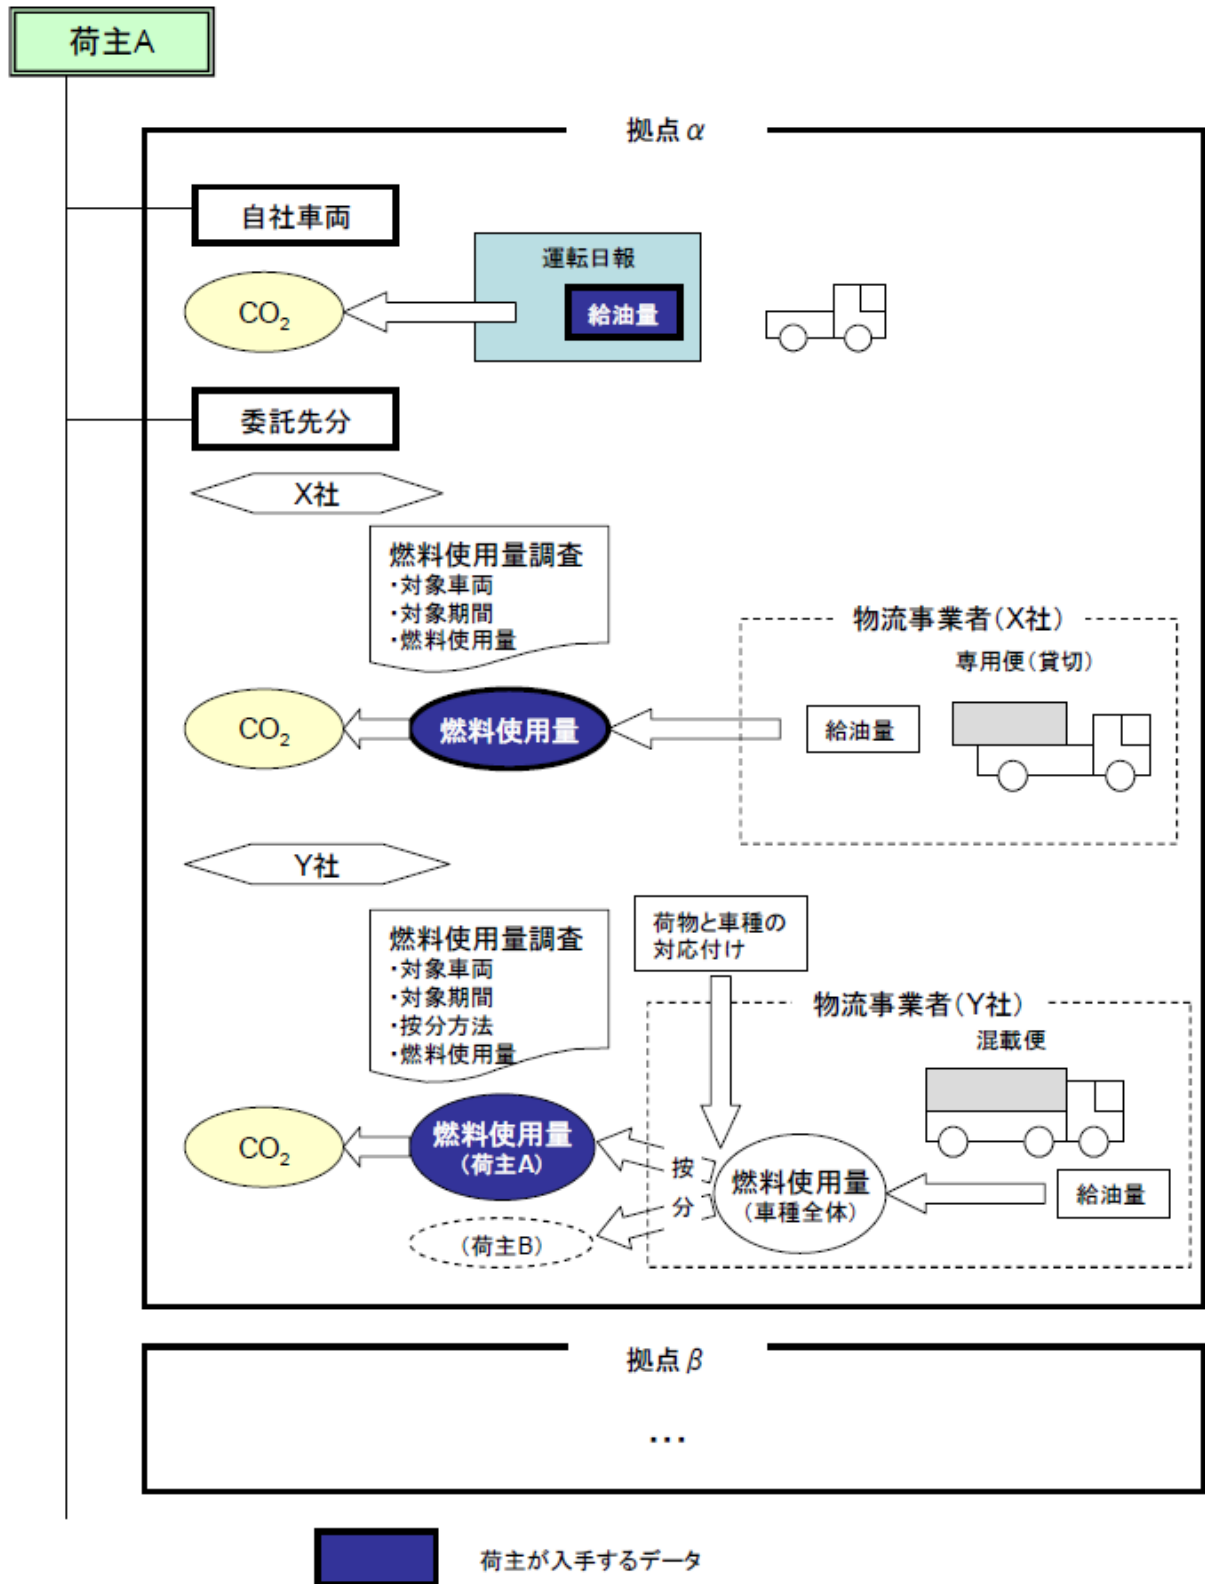 荷主A
拠点α
自社車両
運転日報
給油量
CO₂
委託先分
X社
燃料使用量調査
・対象車両
・対象期間
・燃料使用量
物流事業者(X社)
専用便(貸切)
給油量
燃料使用量
CO₂
Y社
燃料使用量調査
・対象車両
・対象期間
・按分方法
・燃料使用量
荷物と車種の
対応付け
物流事業者(Y社)
混載便
給油量
燃料使用量
(車種全体)
按
分
燃料使用量
(荷主A)
(荷主B)
CO₂
拠点β
...
荷主が入手するデータ